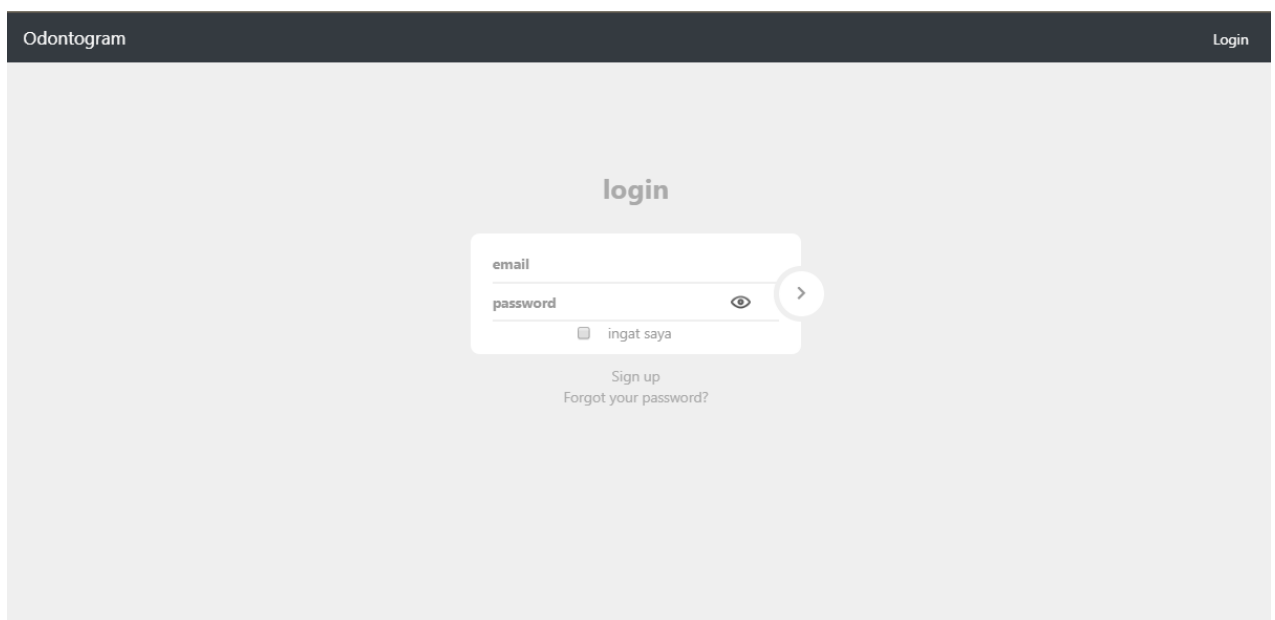 Odontogram
Login
login
email
password
ingat saya
Sign up
Forgot your password?